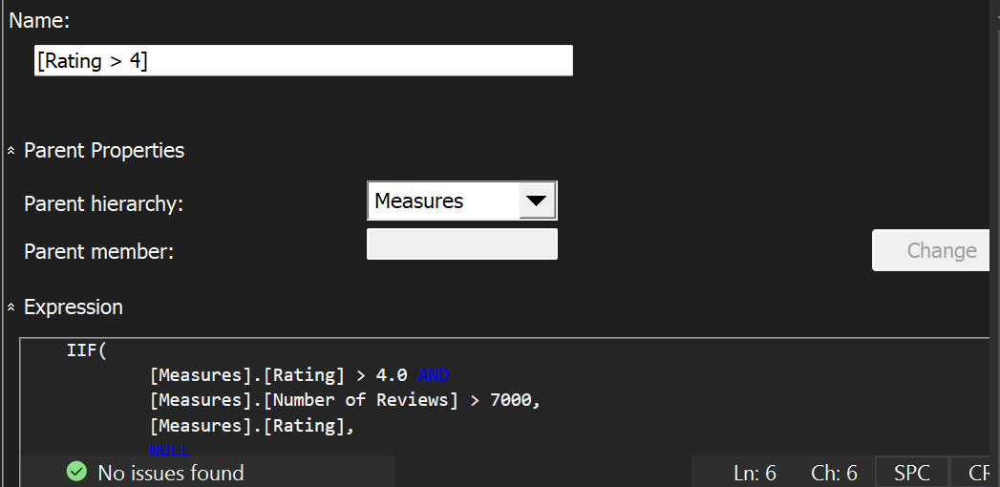 Name:
[Rating > 4]
Parent Properties
Parent hierarchy:
Measures
Parent member:
Change
Expression
IIF(
[Measures].[Rating] > 4.0 AND
[Measures].[Number of Reviews] > 7000,
[Measures].[Rating],
NULL
No issues found
Ln: 6
Ch: 6
SPC
CR